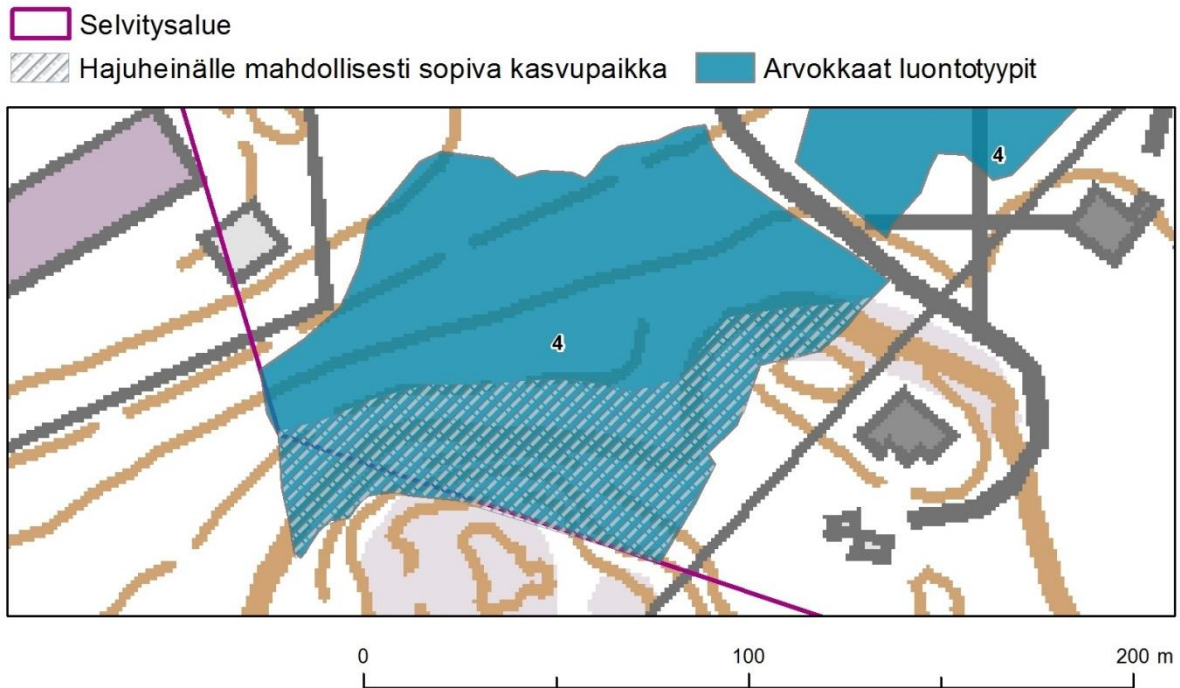 Selvitysalue
Hajuheinälle mahdollisesti sopiva kasvupaikka Arvokkaat luontotyypit
4
4
0 100 200 m